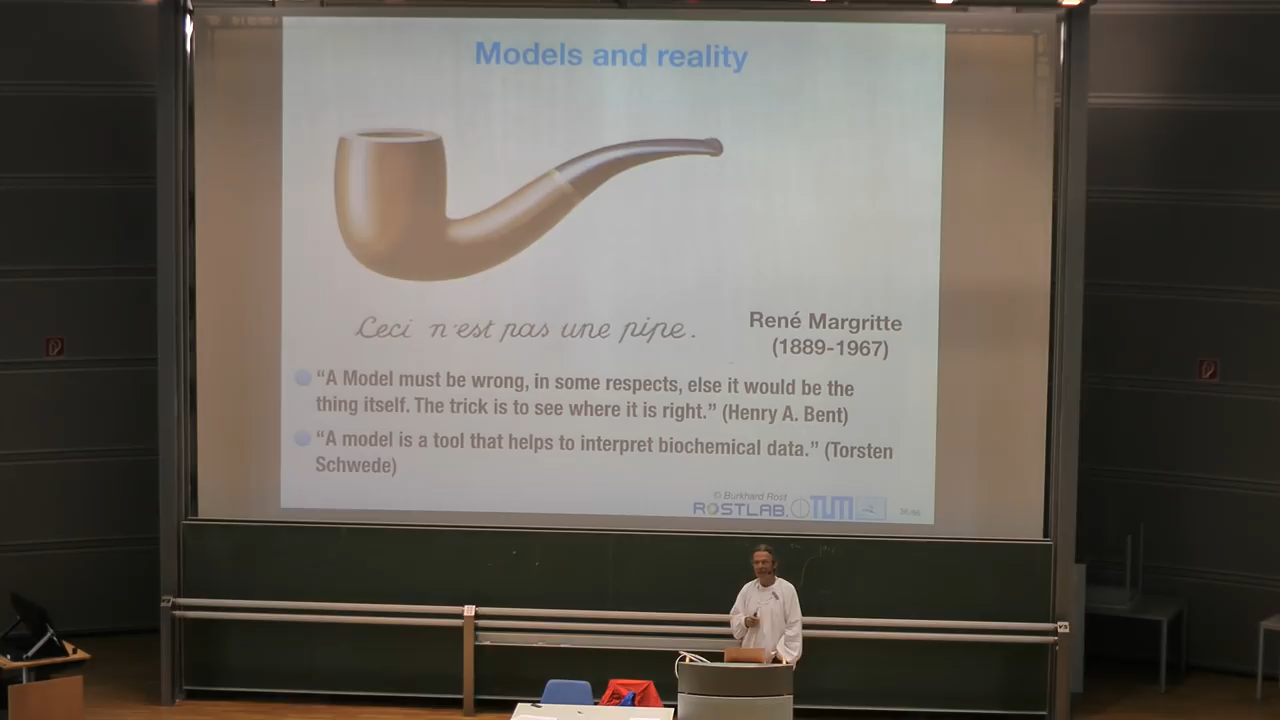 Models and reality
Ceci n'est pas une pipe.
René Margritte
(1889-1967)
“A Model must be wrong, in some respects, else it would be the
thing itself. The trick is to see where it is right.” (Henry A. Bent)
“A model is a tool that helps to interpret biochemical data.” (Torsten
Schwede)
© Burkhard Rost
ROSTLAB. TUM